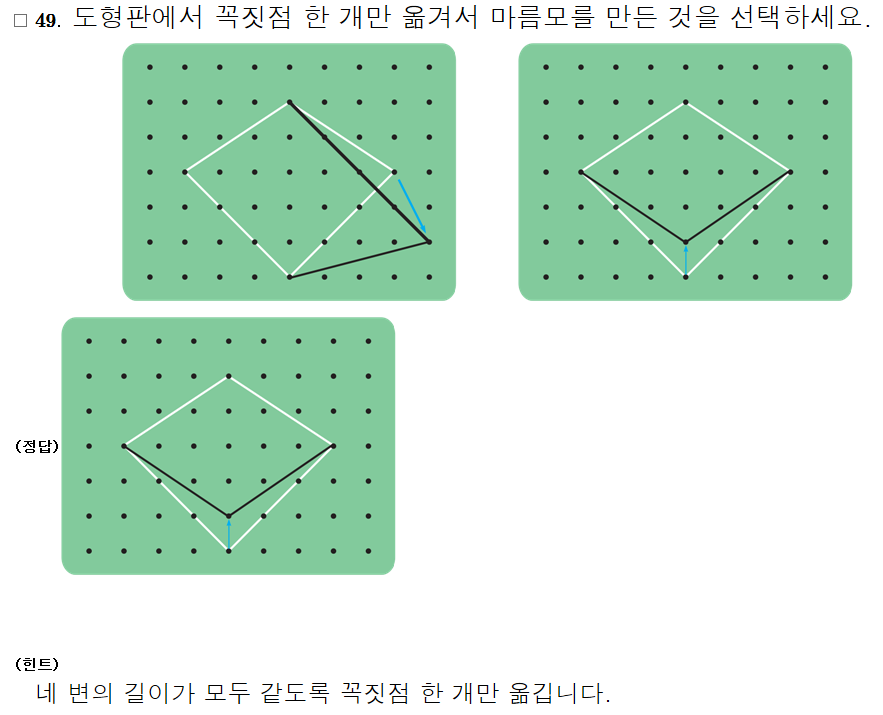 □ 49. 도형판에서 꼭짓점 한 개만 옮겨서 마름모를 만든 것을 선택하세요.
(정답)
(힌트)
네 변의 길이가 모두 같도록 꼭짓점 한 개만 옮깁니다.